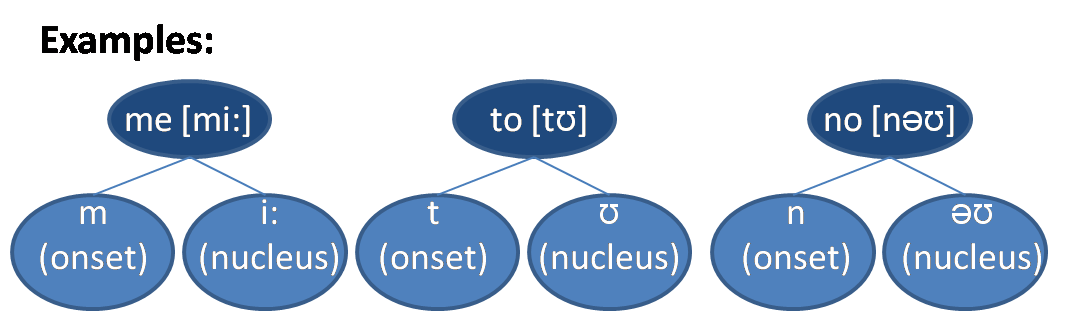 Examples:
me [mi:]
to [tʊ]
no [nəʊ]
m
(onset)
i:
(nucleus)
t
(onset)
ʊ
(nucleus)
n
(onset)
əʊ
(nucleus)